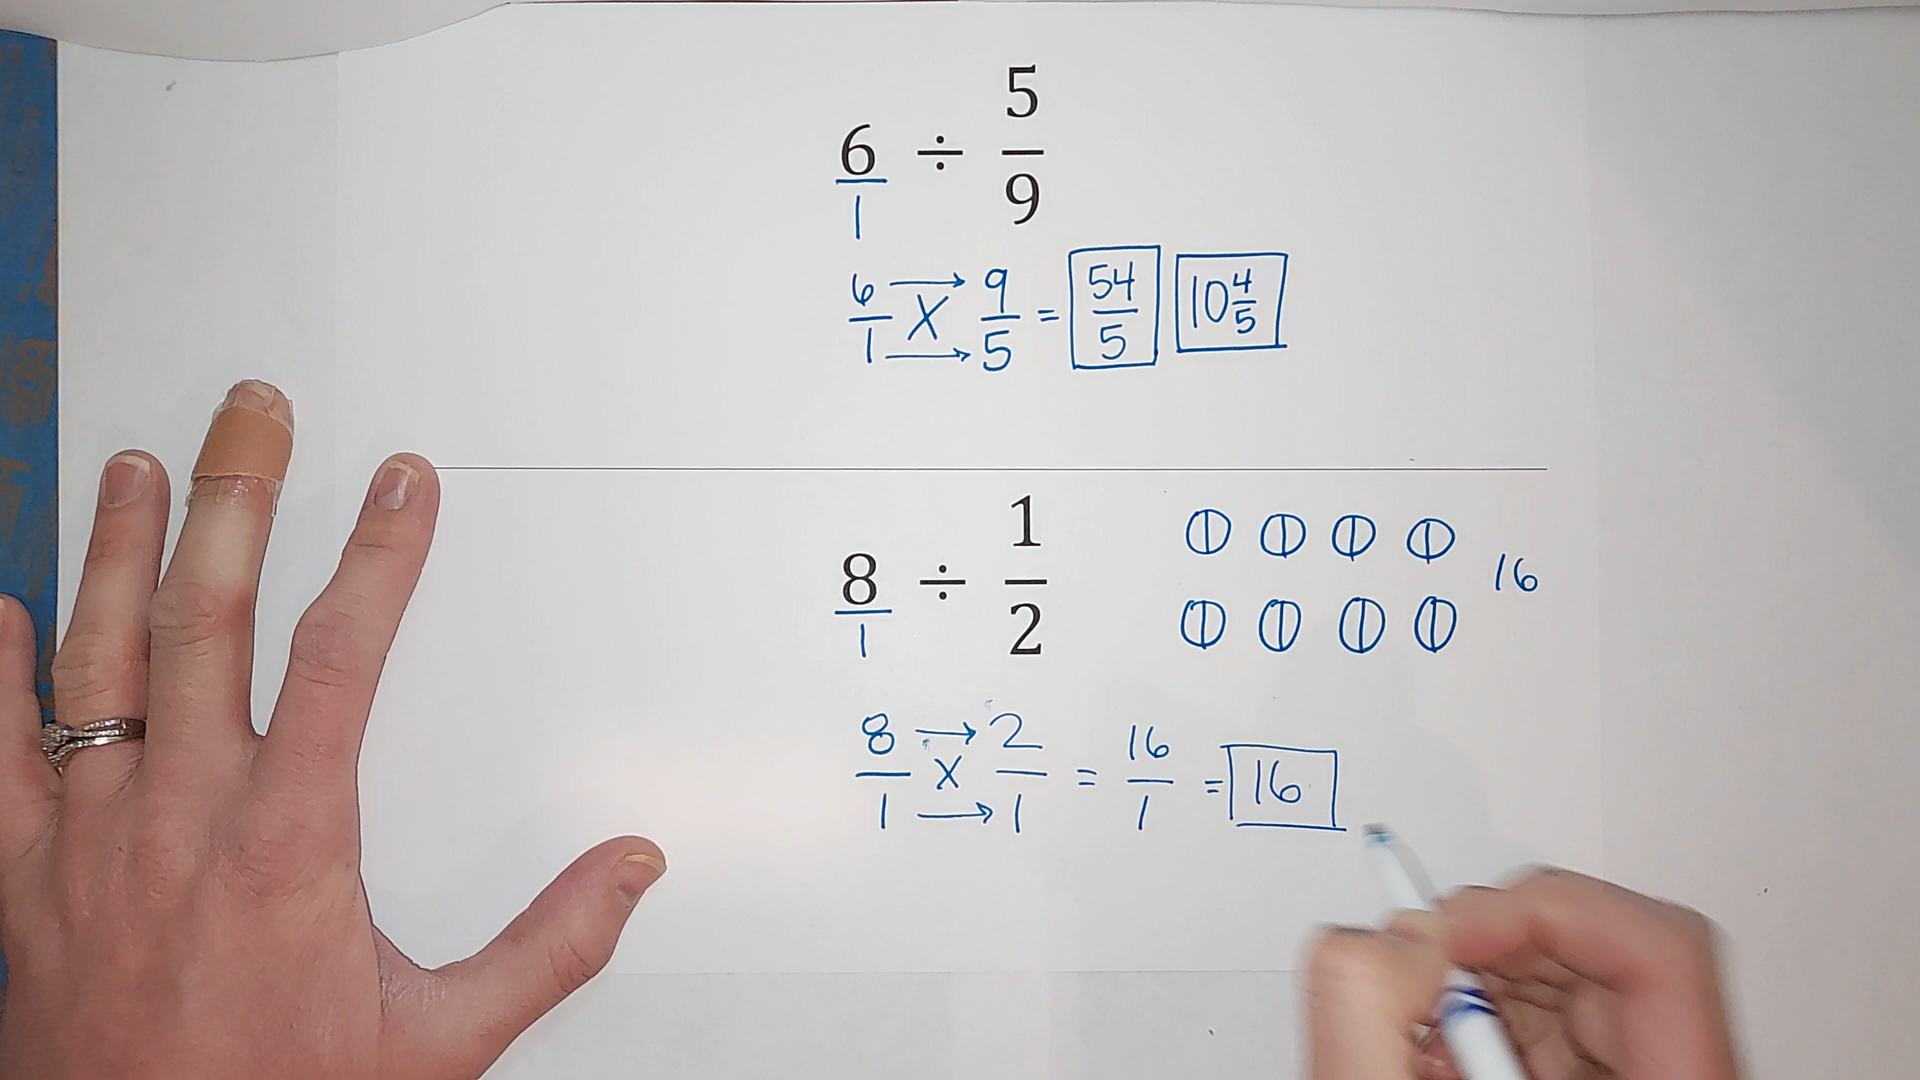 6/1 ÷ 5/9
6/1 → X → 9/5 = 54/5 10 4/5
8/1 ÷ 1/2
16
8/1 → x → 2/1 = 16/1 = 16